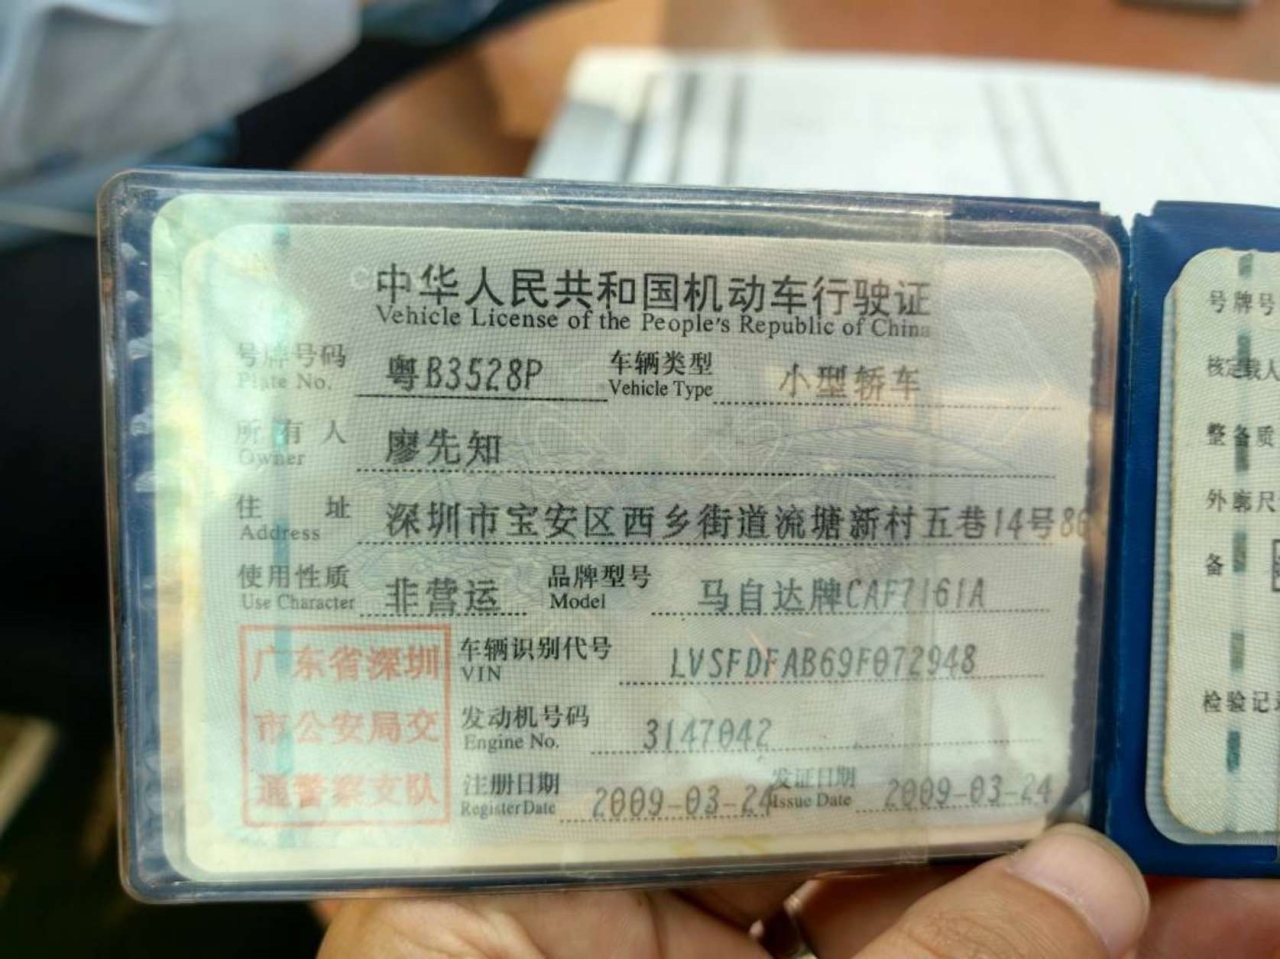 中华人民共和国机动车行驶证
Vehicle License of the People's Republic of China
号牌号码 粤B3528P 车辆类型 小型轿车
Plate No. Vehicle Type
所有人 廖先知
Owner
住址 深圳市宝安区西乡街道流塘新村五巷14号86
Address
使用性质 非营运 品牌型号 马自达牌CAF7161A
Use Character Model
广东省深圳
市公安局交
通警察支队
车辆识别代号 LVSFDFAB69F072948
VIN
发动机号码 3147042
Engine No.
注册日期 2009-03-24 发证日期 2009-03-24
Register Date Issue Date
号牌号
核定载人
整备质
外廓尺
备
检验记